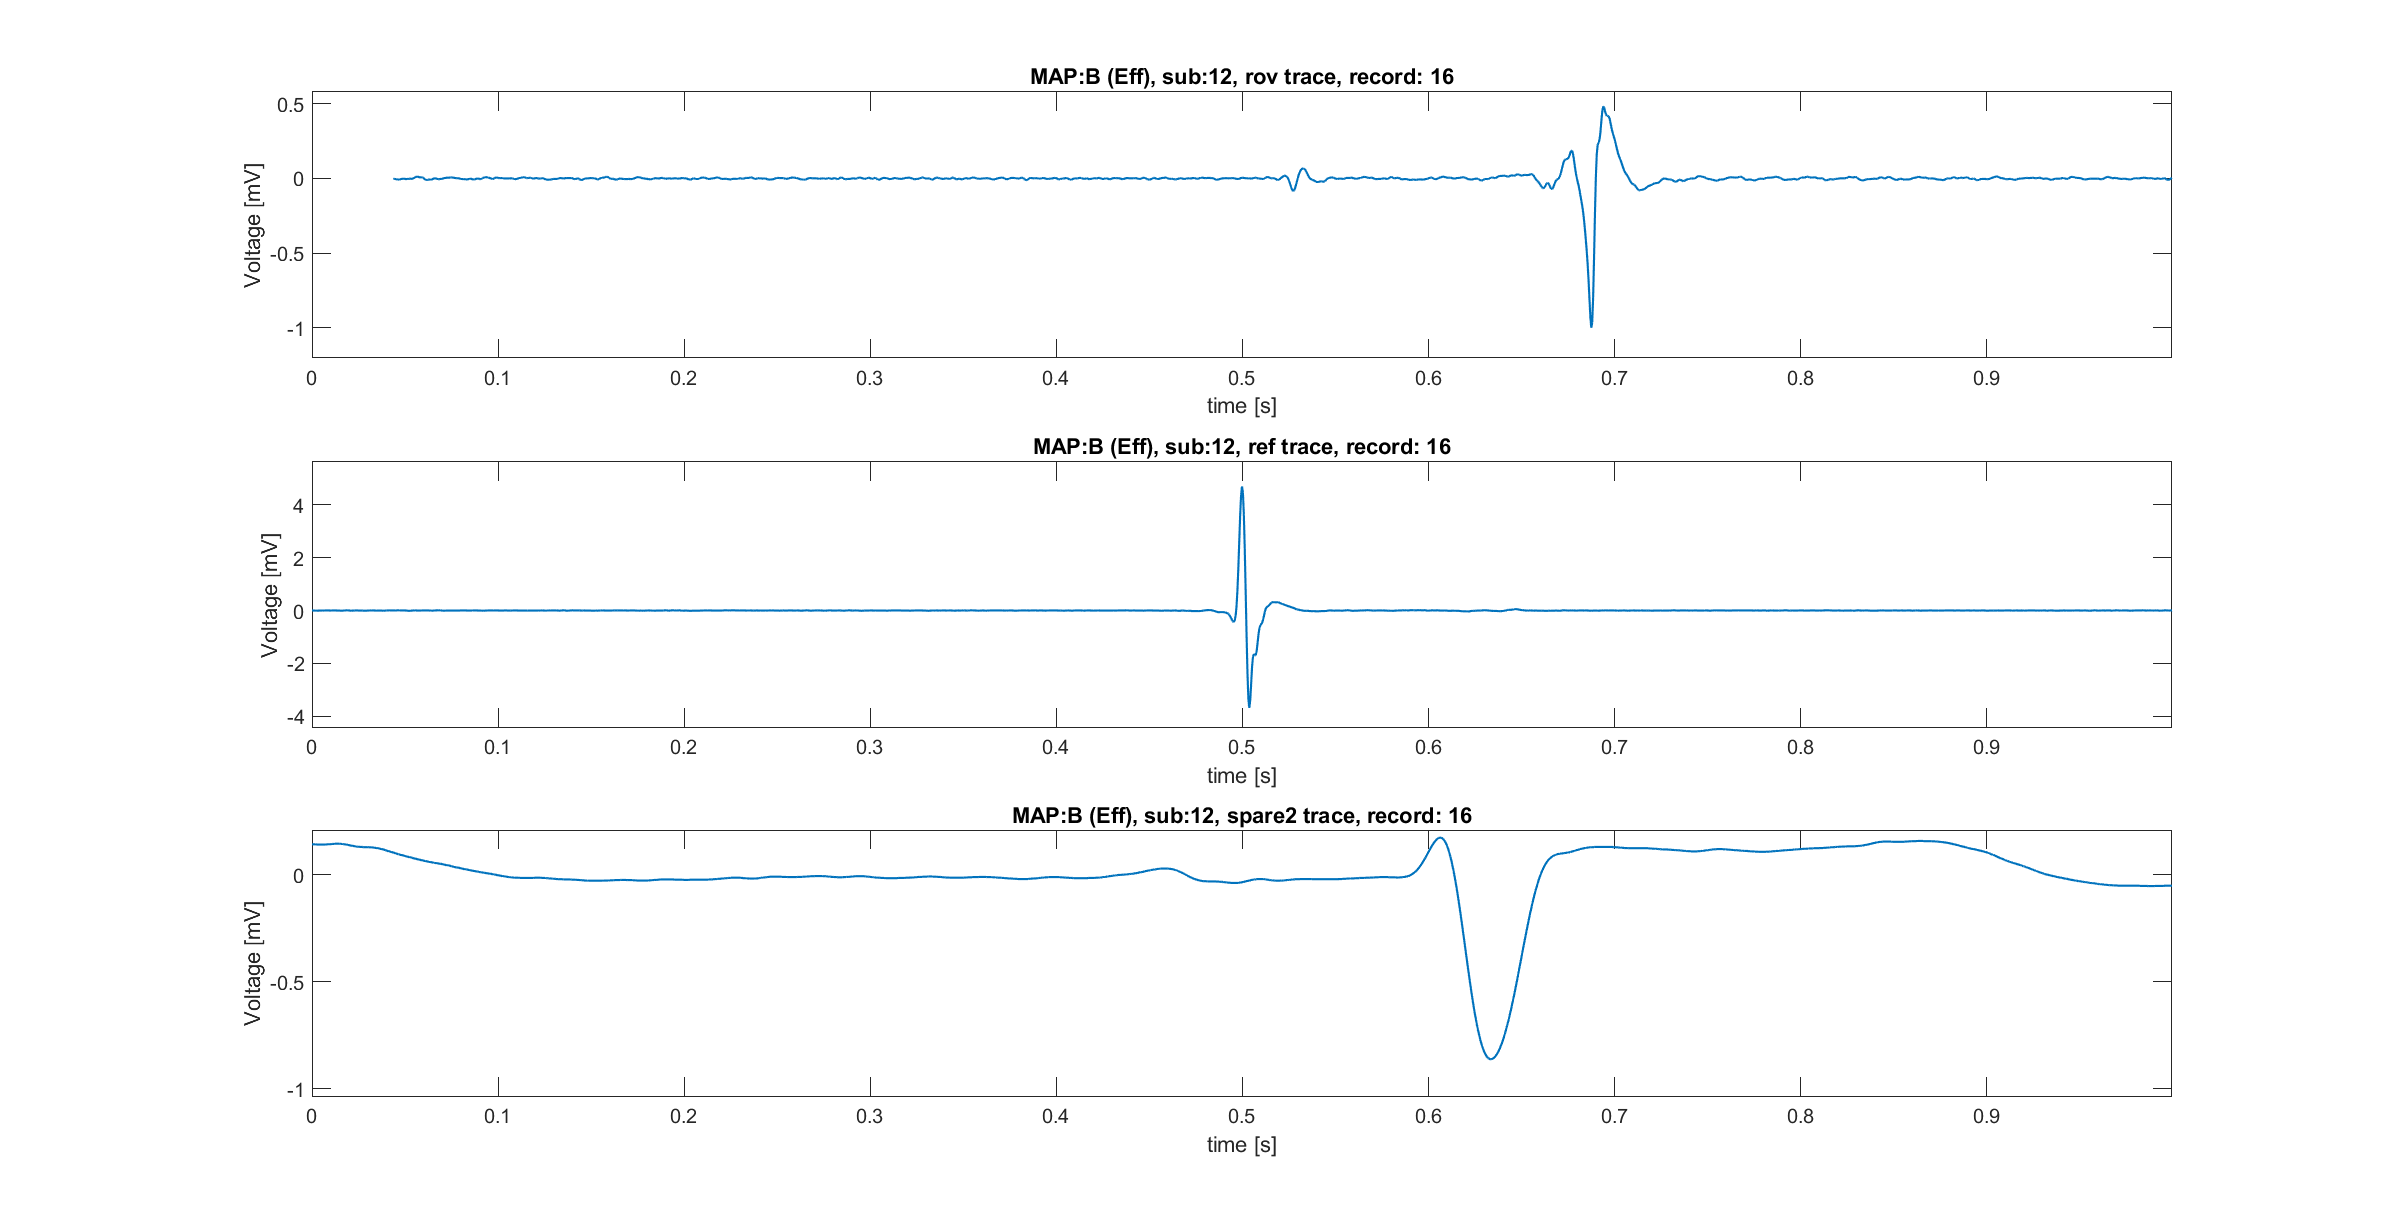 MAP:B (Eff), sub:12, rov trace, record: 16
0.5
0
-0.5
-1
Voltage [mV]
0 0.1 0.2 0.3 0.4 0.5 0.6 0.7 0.8 0.9
time [s]
MAP:B (Eff), sub:12, ref trace, record: 16
4
2
0
-2
-4
Voltage [mV]
0 0.1 0.2 0.3 0.4 0.5 0.6 0.7 0.8 0.9
time [s]
MAP:B (Eff), sub:12, spare2 trace, record: 16
0
-0.5
-1
Voltage [mV]
0 0.1 0.2 0.3 0.4 0.5 0.6 0.7 0.8 0.9
time [s]